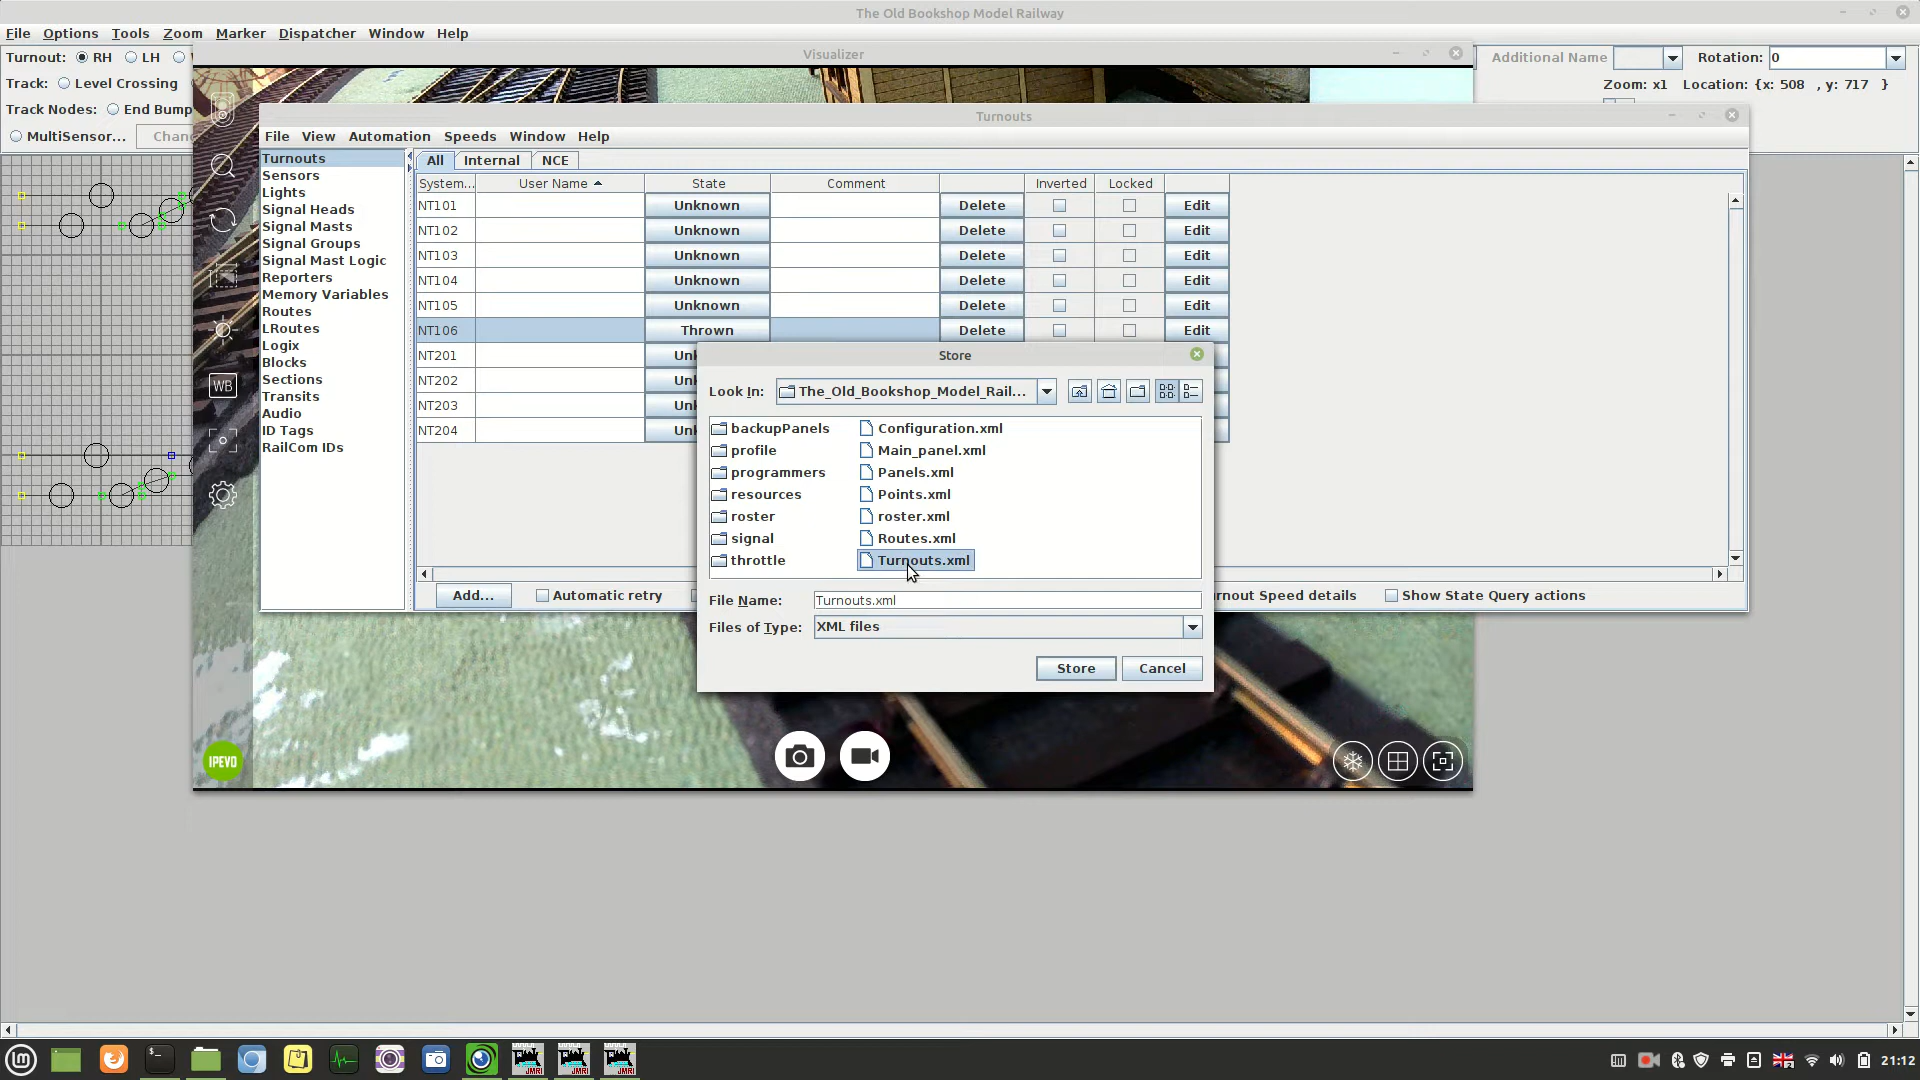 The Old Bookshop Model Railway
File Options Tools Zoom Marker Dispatcher Window Help
Turnout: RH LH
Additional Name Rotation: 0
Track: Level Crossing
Zoom: x1 Location: {x: 508 , y: 717 }
Track Nodes: End Bump
MultiSensor...
Visualizer
WB
IPEVO
Turnouts
File View Automation Speeds Window Help
Turnouts
Sensors
Lights
Signal Heads
Signal Masts
Signal Groups
Signal Mast Logic
Reporters
Memory Variables
Routes
LRoutes
Logix
Blocks
Sections
Transits
Audio
ID Tags
RailCom IDs
All Internal NCE
System... User Name State Comment Inverted Locked
NT101 Unknown Delete Edit
NT102 Unknown Delete Edit
NT103 Unknown Delete Edit
NT104 Unknown Delete Edit
NT105 Unknown Delete Edit
NT106 Thrown Delete Edit
NT201
NT202
NT203
NT204
Add... Automatic retry
rnout Speed details Show State Query actions
Store
Look In: The_Old_Bookshop_Model_Rail...
backupPanels
profile
programmers
resources
roster
signal
throttle
Configuration.xml
Main_panel.xml
Panels.xml
Points.xml
roster.xml
Routes.xml
Turnouts.xml
File Name: Turnouts.xml
Files of Type: XML files
Store Cancel
JMRI JMRI JMRI
21:12